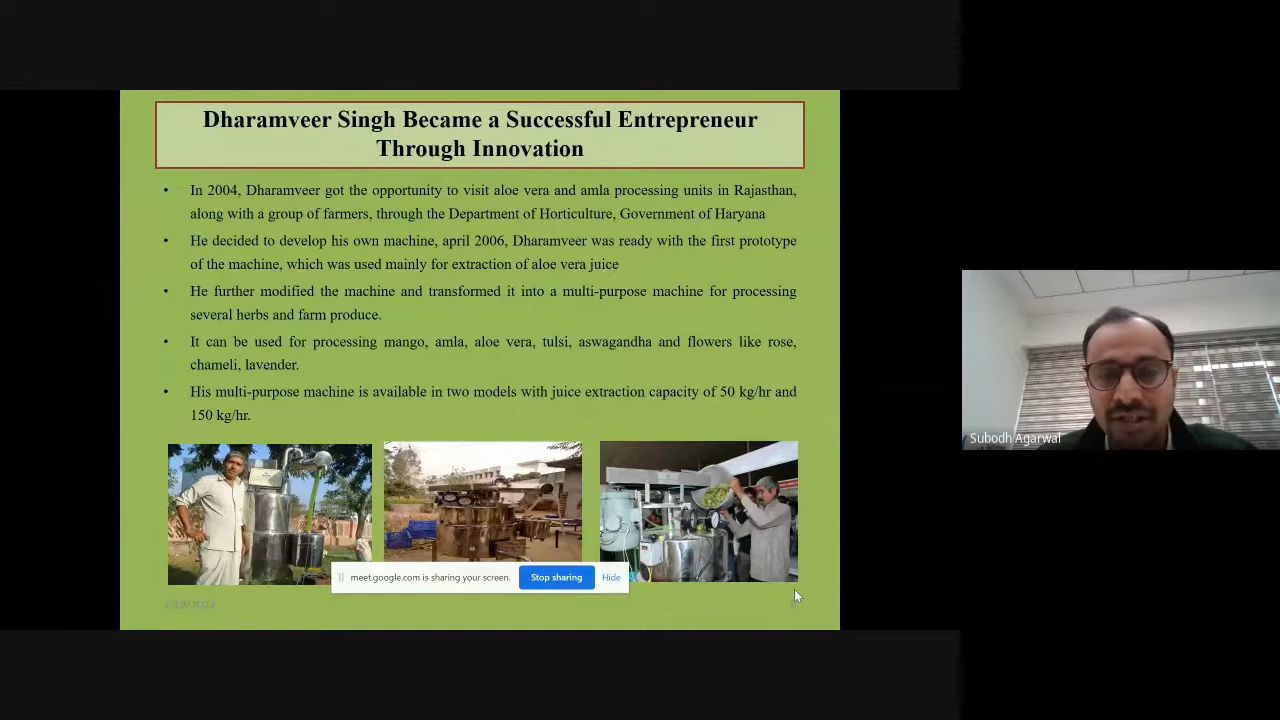 Dharamveer Singh Became a Successful Entrepreneur
Through Innovation
• In 2004, Dharamveer got the opportunity to visit aloe vera and amla processing units in Rajasthan,
along with a group of farmers, through the Department of Horticulture, Government of Haryana
• He decided to develop his own machine, april 2006, Dharamveer was ready with the first prototype
of the machine, which was used mainly for extraction of aloe vera juice
• He further modified the machine and transformed it into a multi-purpose machine for processing
several herbs and farm produce.
• It can be used for processing mango, amla, aloe vera, tulsi, aswagandha and flowers like rose,
chameli, lavender.
• His multi-purpose machine is available in two models with juice extraction capacity of 50 kg/hr and
150 kg/hr.
Subodh Agarwal
meet.google.com is sharing your screen. Stop sharing Hide